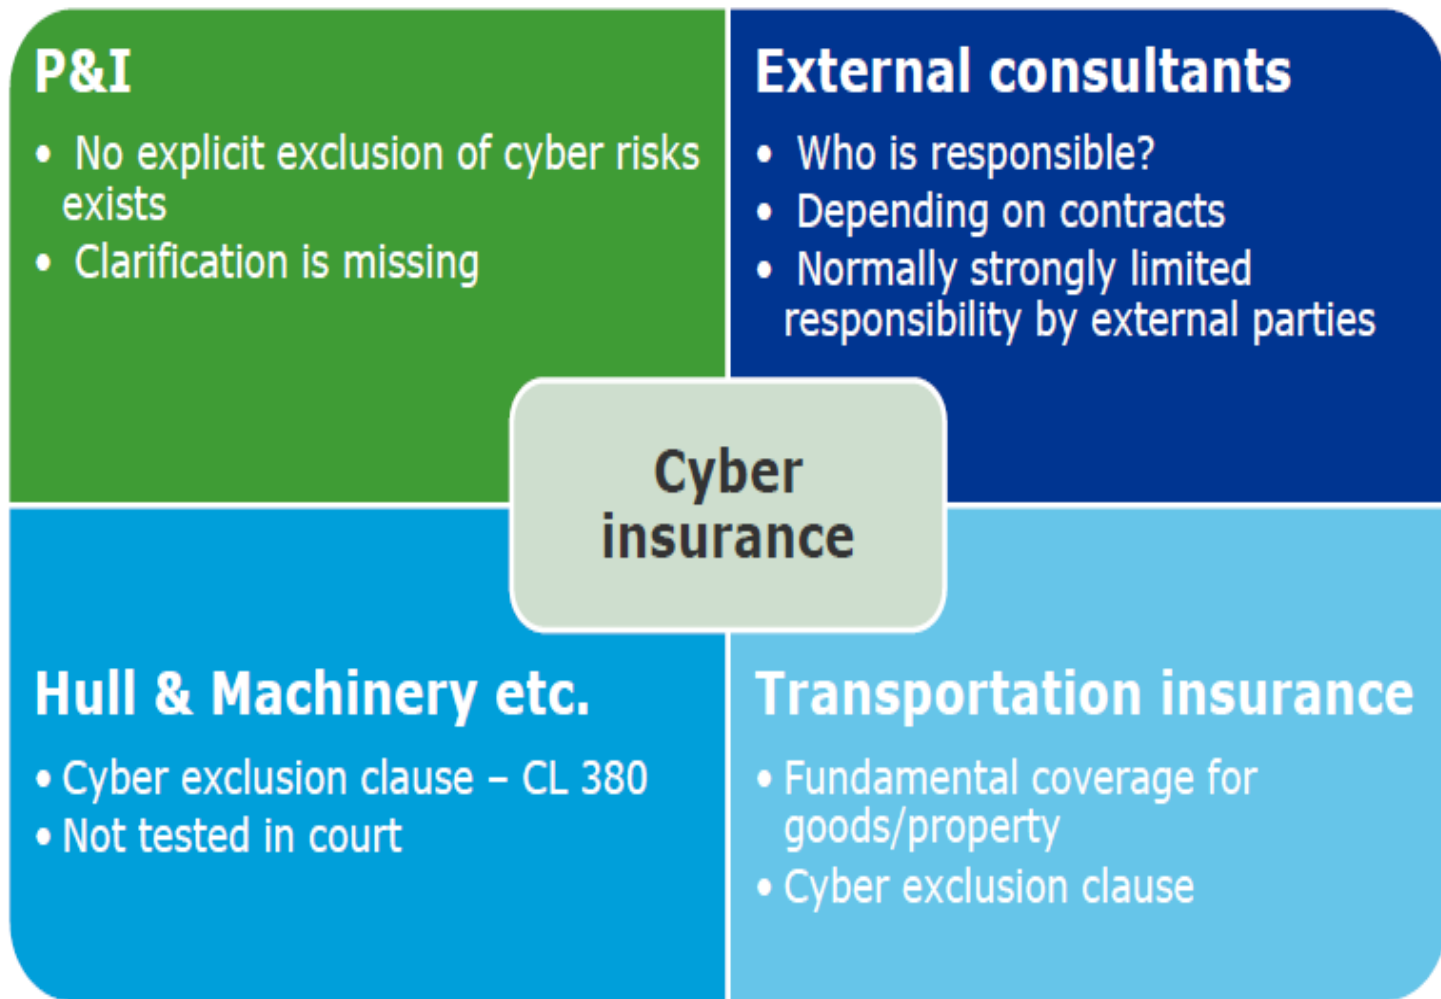 P&I
• No explicit exclusion of cyber risks
exists
• Clarification is missing
External consultants
• Who is responsible?
• Depending on contracts
• Normally strongly limited
responsibility by external parties
Cyber
insurance
Hull & Machinery etc.
• Cyber exclusion clause – CL 380
• Not tested in court
Transportation insurance
• Fundamental coverage for
goods/property
• Cyber exclusion clause